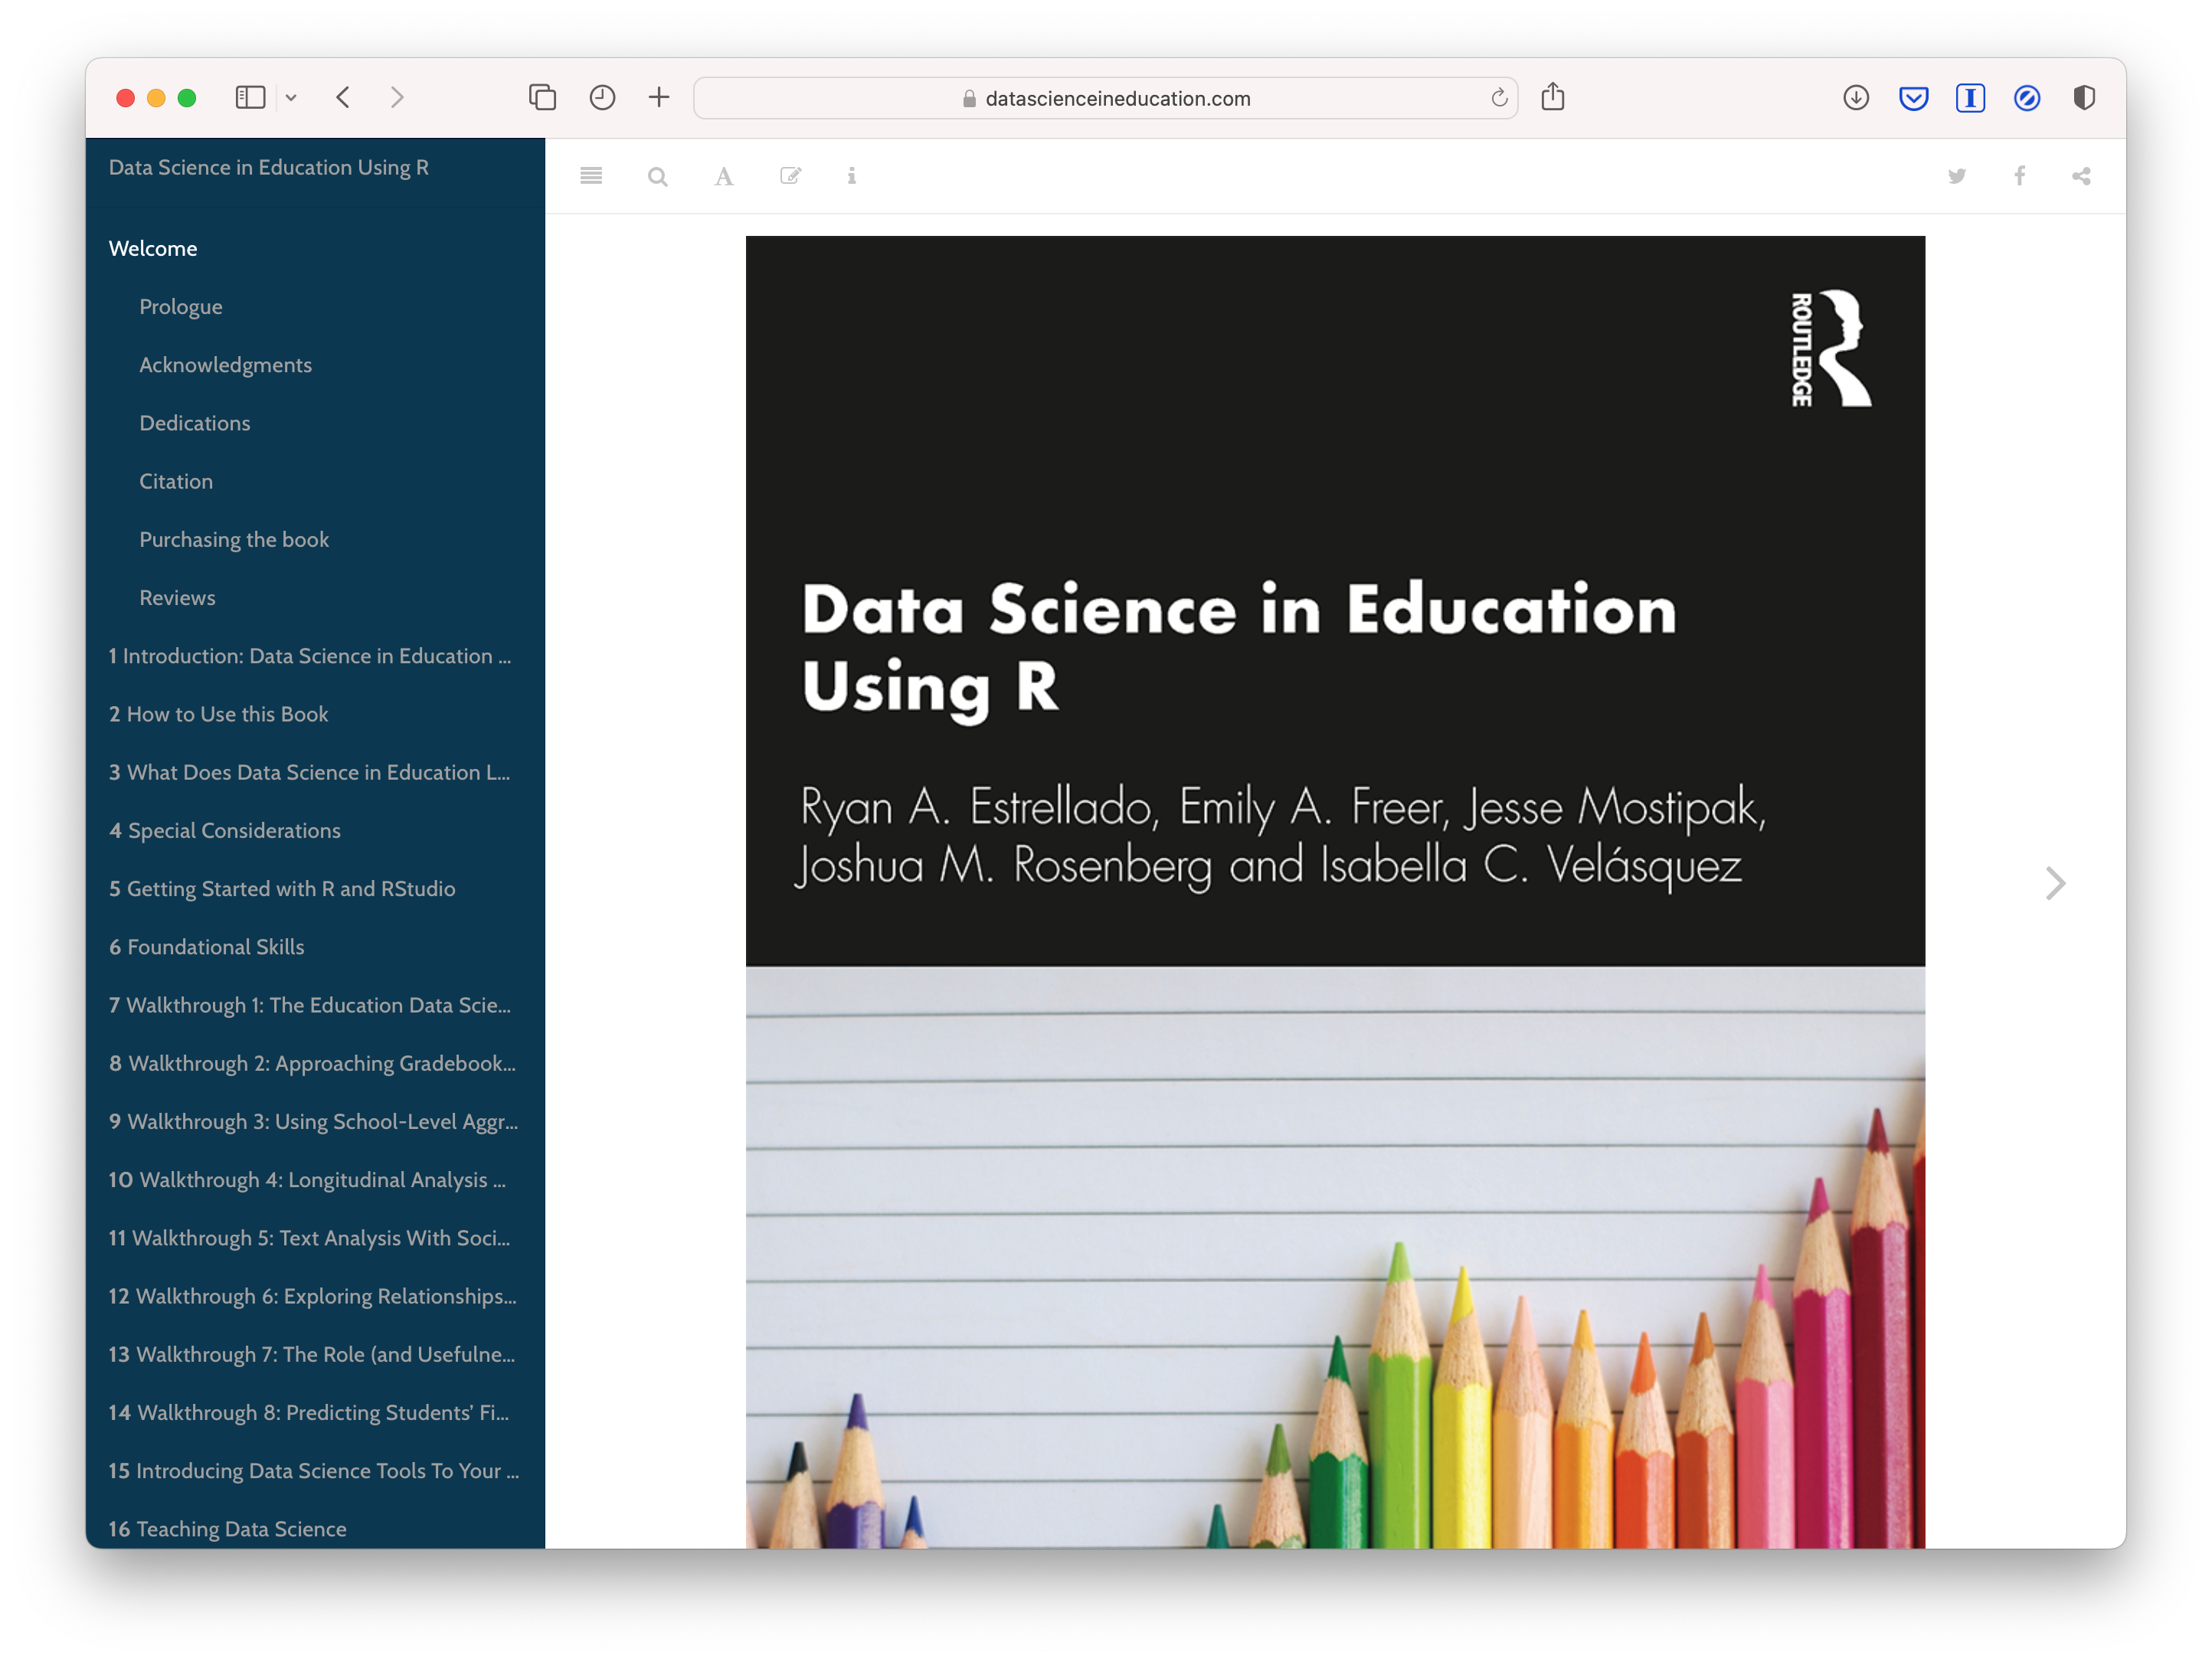 datascienceineducation.com
Data Science in Education Using R
Welcome
Prologue
Acknowledgments
Dedications
Citation
Purchasing the book
Reviews
1 Introduction: Data Science in Education ...
2 How to Use this Book
3 What Does Data Science in Education L...
4 Special Considerations
5 Getting Started with R and RStudio
6 Foundational Skills
7 Walkthrough 1: The Education Data Scie...
8 Walkthrough 2: Approaching Gradebook...
9 Walkthrough 3: Using School-Level Aggr...
10 Walkthrough 4: Longitudinal Analysis ...
11 Walkthrough 5: Text Analysis With Soci...
12 Walkthrough 6: Exploring Relationships...
13 Walkthrough 7: The Role (and Usefulne...
14 Walkthrough 8: Predicting Students’ Fi...
15 Introducing Data Science Tools To Your ...
16 Teaching Data Science
ROUTLEDGE
Data Science in Education
Using R
Ryan A. Estrellado, Emily A. Freer, Jesse Mostipak,
Joshua M. Rosenberg and Isabella C. Velásquez